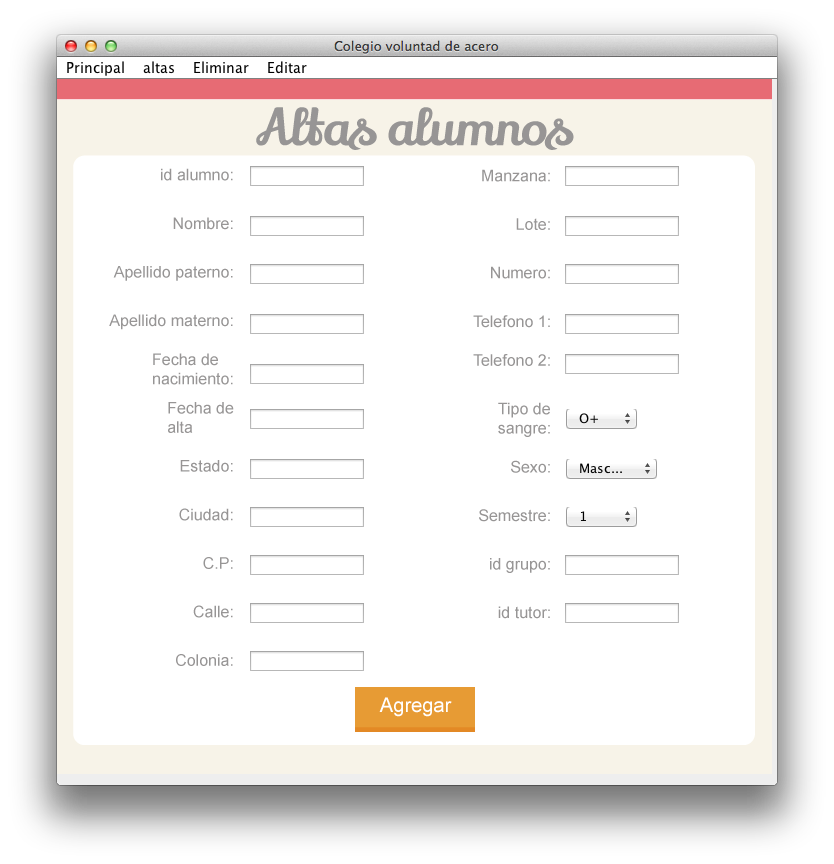 Colegio voluntad de acero
Principal altas Eliminar Editar
Altas alumnos
id alumno:
Nombre:
Apellido paterno:
Apellido materno:
Fecha de
nacimiento:
Fecha de
alta
Estado:
Ciudad:
C.P:
Calle:
Colonia:
Manzana:
Lote:
Numero:
Telefono 1:
Telefono 2:
Tipo de
sangre:
O+
Sexo:
Masc...
Semestre:
1
id grupo:
id tutor:
Agregar